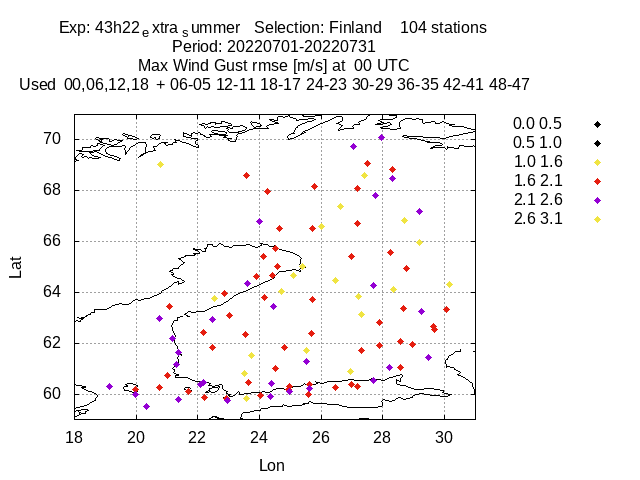 Exp: 43h22extrasummer Selection: Finland 104 stations
Period: 20220701-20220731
Max Wind Gust rmse [m/s] at 00 UTC
Used 00,06,12,18 + 06-05 12-11 18-17 24-23 30-29 36-35 42-41 48-47
0.0 0.5
0.5 1.0
1.0 1.6
1.6 2.1
2.1 2.6
2.6 3.1
70
68
66
64
62
60
Lat
18 20 22 24 26 28 30
Lon